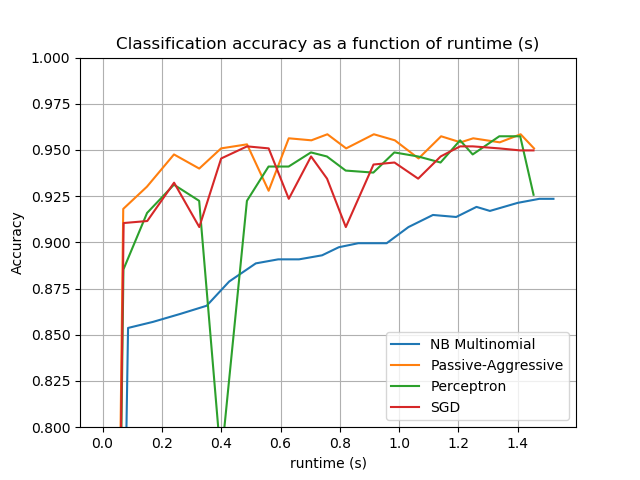 Classification accuracy as a function of runtime (s)
1.000
0.975
0.950
0.925
0.900
0.875
0.850
0.825
0.800
Accuracy
NB Multinomial
Passive-Aggressive
Perceptron
SGD
0.0 0.2 0.4 0.6 0.8 1.0 1.2 1.4
runtime (s)